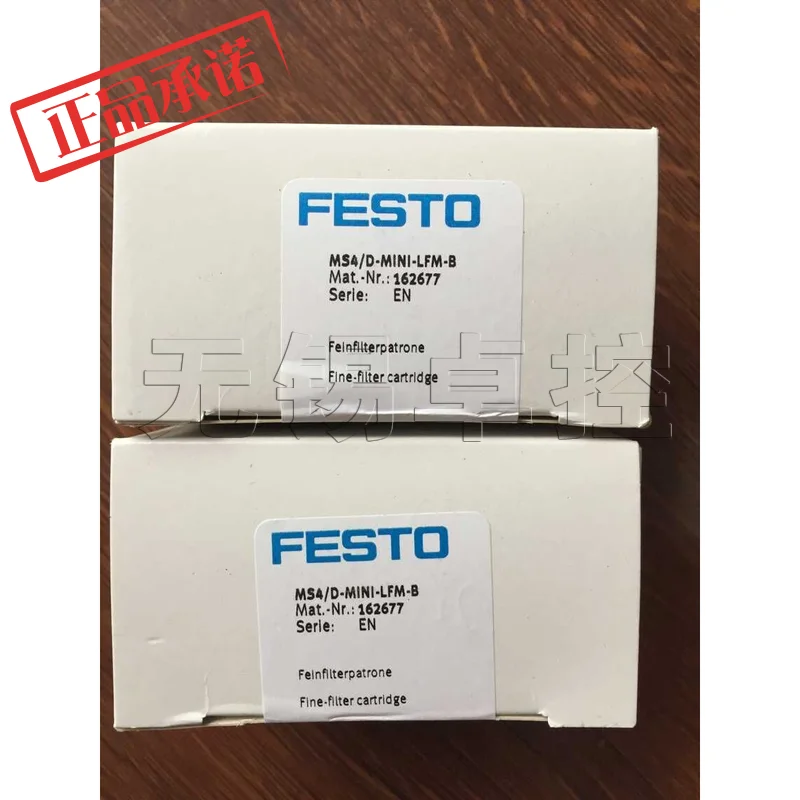 正品承诺
FESTO
MS4/D-MINI-LFM-B
Mat.-Nr.: 162677
Serie: EN
Feinfilterpatrone
Fine-filter cartridge
无锡卓控
FESTO
MS4/D-MINI-LFM-B
Mat.-Nr.: 162677
Serie: EN
Feinfilterpatrone
Fine-filter cartridge